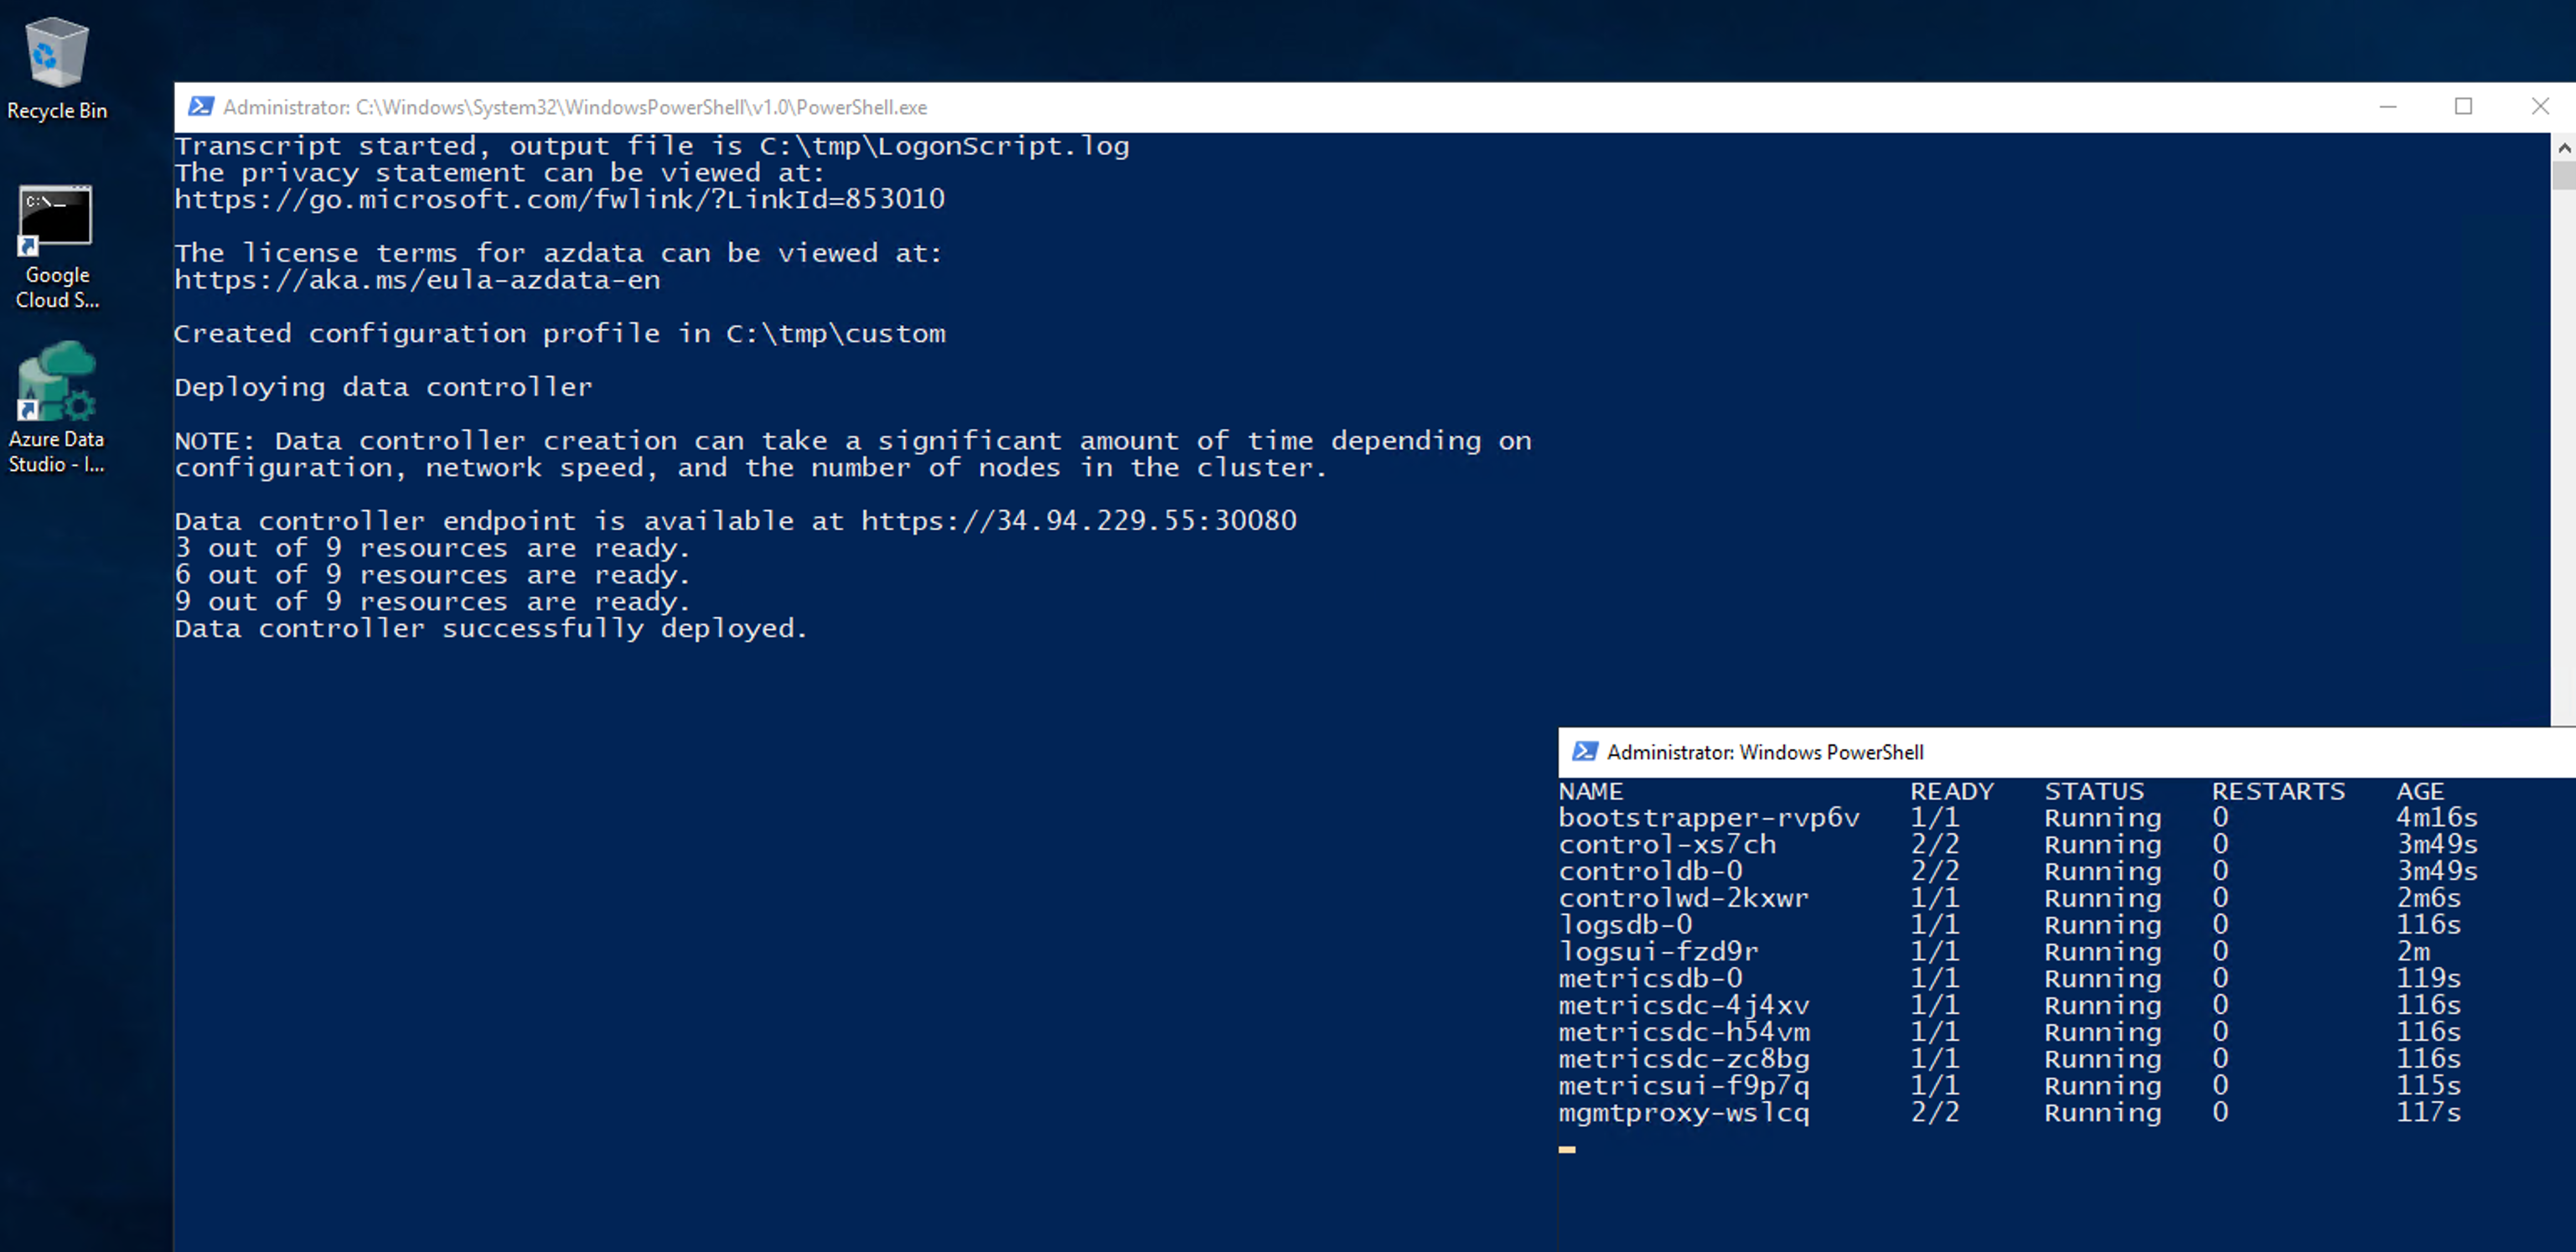 Recycle Bin
C:\._
Google
Cloud S...
Azure Data
Studio - I...
Administrator: C:\Windows\System32\WindowsPowerShell\v1.0\PowerShell.exe
Transcript started, output file is C:\tmp\LogonScript.log
The privacy statement can be viewed at:
https://go.microsoft.com/fwlink/?LinkId=853010
The license terms for azdata can be viewed at:
https://aka.ms/eula-azdata-en
Created configuration profile in C:\tmp\custom
Deploying data controller
NOTE: Data controller creation can take a significant amount of time depending on
configuration, network speed, and the number of nodes in the cluster.
Data controller endpoint is available at https://34.94.229.55:30080
3 out of 9 resources are ready.
6 out of 9 resources are ready.
9 out of 9 resources are ready.
Data controller successfully deployed.
Administrator: Windows PowerShell
NAME READY STATUS RESTARTS AGE
bootstrapper-rvp6v 1/1 Running 0 4m16s
control-xs7ch 2/2 Running 0 3m49s
controldb-0 2/2 Running 0 3m49s
controlwd-2kxwr 1/1 Running 0 2m6s
logsdb-0 1/1 Running 0 116s
logsui-fzd9r 1/1 Running 0 2m
metricsdb-0 1/1 Running 0 119s
metricsdc-4j4xv 1/1 Running 0 116s
metricsdc-h54vm 1/1 Running 0 116s
metricsdc-zc8bg 1/1 Running 0 116s
metricsui-f9p7q 1/1 Running 0 115s
mgmtproxy-wslcq 2/2 Running 0 117s